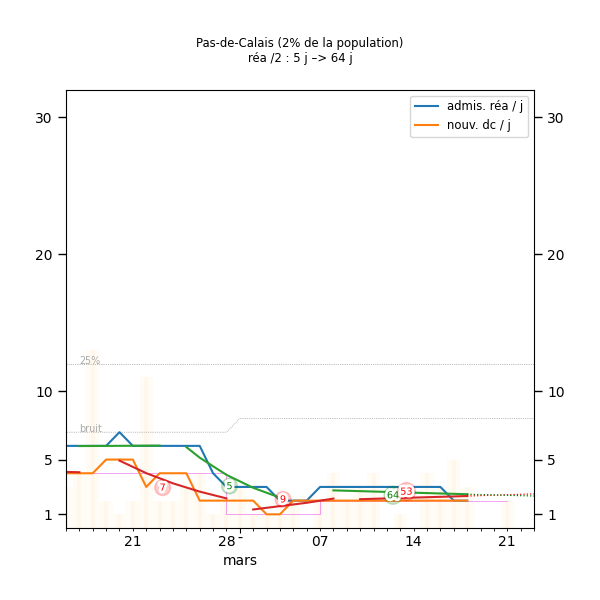 Pas-de-Calais (2% de la population)
réa /2 : 5 j –> 64 j
admis. réa / j
nouv. dc / j
30 30
20 20
25%
10 10
bruit
5 5
7 5 9 64 53
1 1
21 28 - 07 14 21
mars